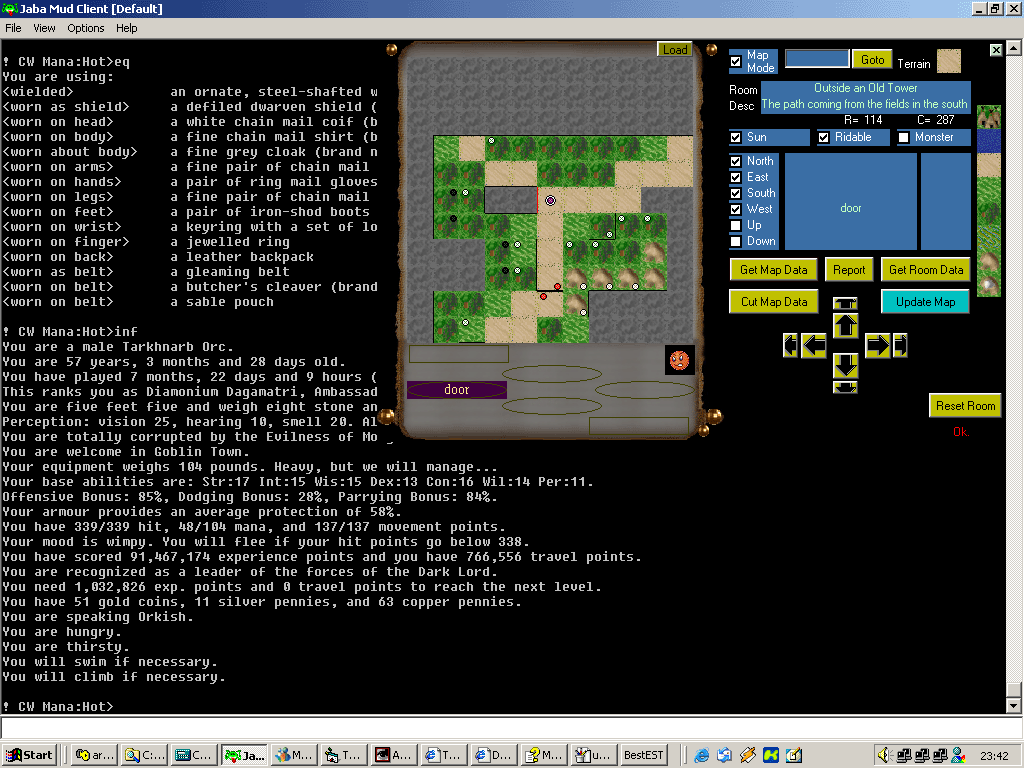 Jaba Mud Client [Default]
File View Options Help
! CW Mana:Hot>eq
You are using:
<wielded> an ornate, steel-shafted w
<worn as shield> a defiled dwarven shield (
<worn on head> a white chain mail coif (b
<worn on body> a fine chain mail shirt (b
<worn about body> a fine grey cloak (brand n
<worn on arms> a fine pair of chain mail
<worn on hands> a pair of ring mail gloves
<worn on legs> a fine pair of chain mail
<worn on feet> a pair of iron-shod boots
<worn on wrist> a keyring with a set of lo
<worn on finger> a jewelled ring
<worn on back> a leather backpack
<worn as belt> a gleaming belt
<worn on belt> a butcher's cleaver (brand
<worn on belt> a sable pouch
! CW Mana:Hot>inf
You are a male Tarkhnarb Orc.
You are 57 years, 3 months and 28 days old.
You have played 7 months, 22 days and 9 hours (
This ranks you as Diamonium Dagamatri, Ambassad
You are five feet five and weigh eight stone an
Perception: vision 25, hearing 10, smell 20. Al
You are totally corrupted by the Evilness of Mo
You are welcome in Goblin Town.
Your equipment weighs 104 pounds. Heavy, but we will manage...
Your base abilities are: Str:17 Int:15 Wis:15 Dex:13 Con:16 Wil:14 Per:11.
Offensive Bonus: 85%, Dodging Bonus: 28%, Parrying Bonus: 84%.
Your armour provides an average protection of 58%.
You have 339/339 hit, 48/104 mana, and 137/137 movement points.
Your mood is wimpy. You will flee if your hit points go below 338.
You have scored 91,467,174 experience points and you have 766,556 travel points.
You are recognized as a leader of the forces of the Dark Lord.
You need 1,032,826 exp. points and 0 travel points to reach the next level.
You have 51 gold coins, 11 silver pennies, and 63 copper pennies.
You are speaking Orkish.
You are hungry.
You are thirsty.
You will swim if necessary.
You will climb if necessary.
! CW Mana:Hot>
Load
door
Map Mode
Goto
Terrain
Room Desc
Outside an Old Tower
The path coming from the fields in the south
R= 114 C= 287
Sun Ridable Monster
North
East
South
West
Up
Down
door
Get Map Data Report Get Room Data
Cut Map Data Update Map
Reset Room
Ok.
Start ar... C:... C... Ja... M... T... A... T... D... M... u... BestEST 23:42